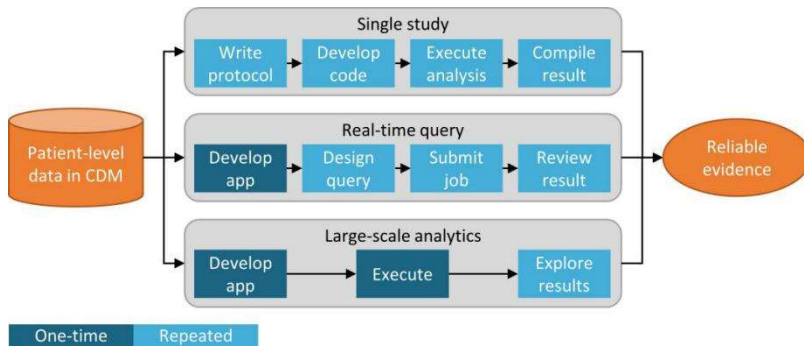 Single study
Write
protocol
Develop
code
Execute
analysis
Compile
result
Patient-level
data in CDM
Real-time query
Develop
app
Design
query
Submit
job
Review
result
Reliable
evidence
Large-scale analytics
Develop
app
Execute
Explore
results
One-time
Repeated